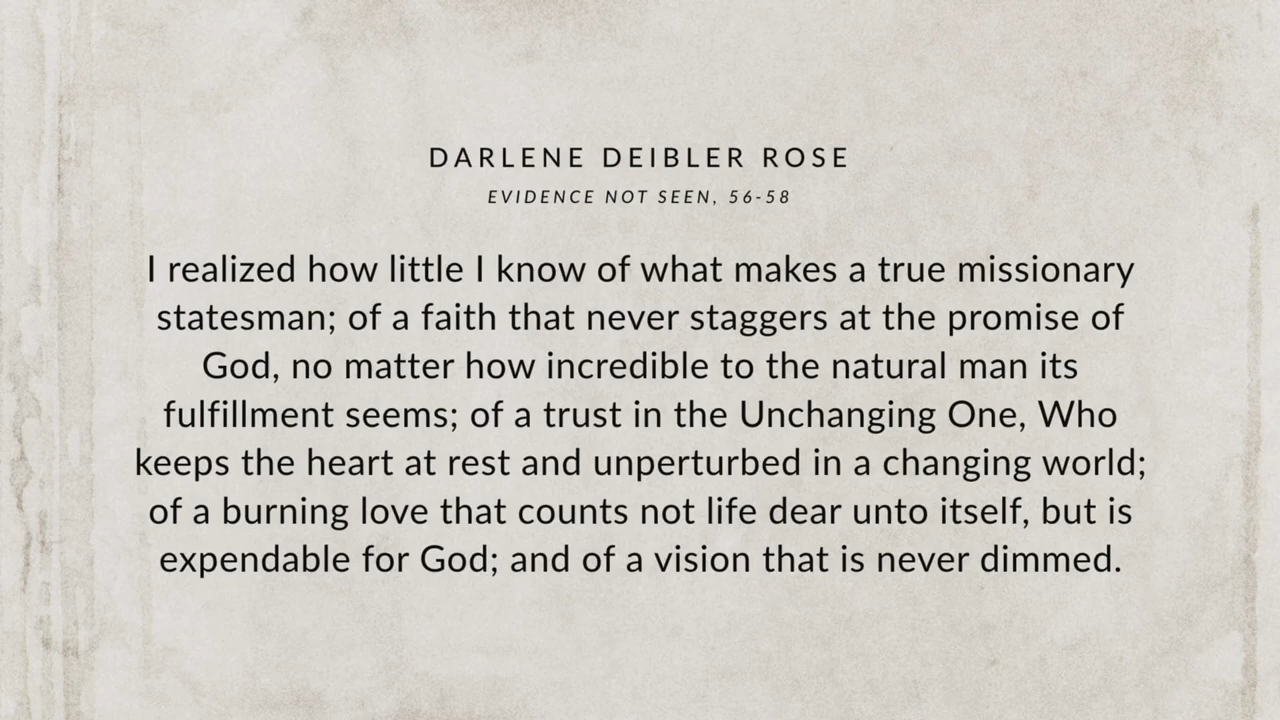 DARLENE DEIBLER ROSE
EVIDENCE NOT SEEN, 56-58
I realized how little I know of what makes a true missionary
statesman; of a faith that never staggers at the promise of
God, no matter how incredible to the natural man its
fulfillment seems; of a trust in the Unchanging One, Who
keeps the heart at rest and unperturbed in a changing world;
of a burning love that counts not life dear unto itself, but is
expendable for God; and of a vision that is never dimmed.